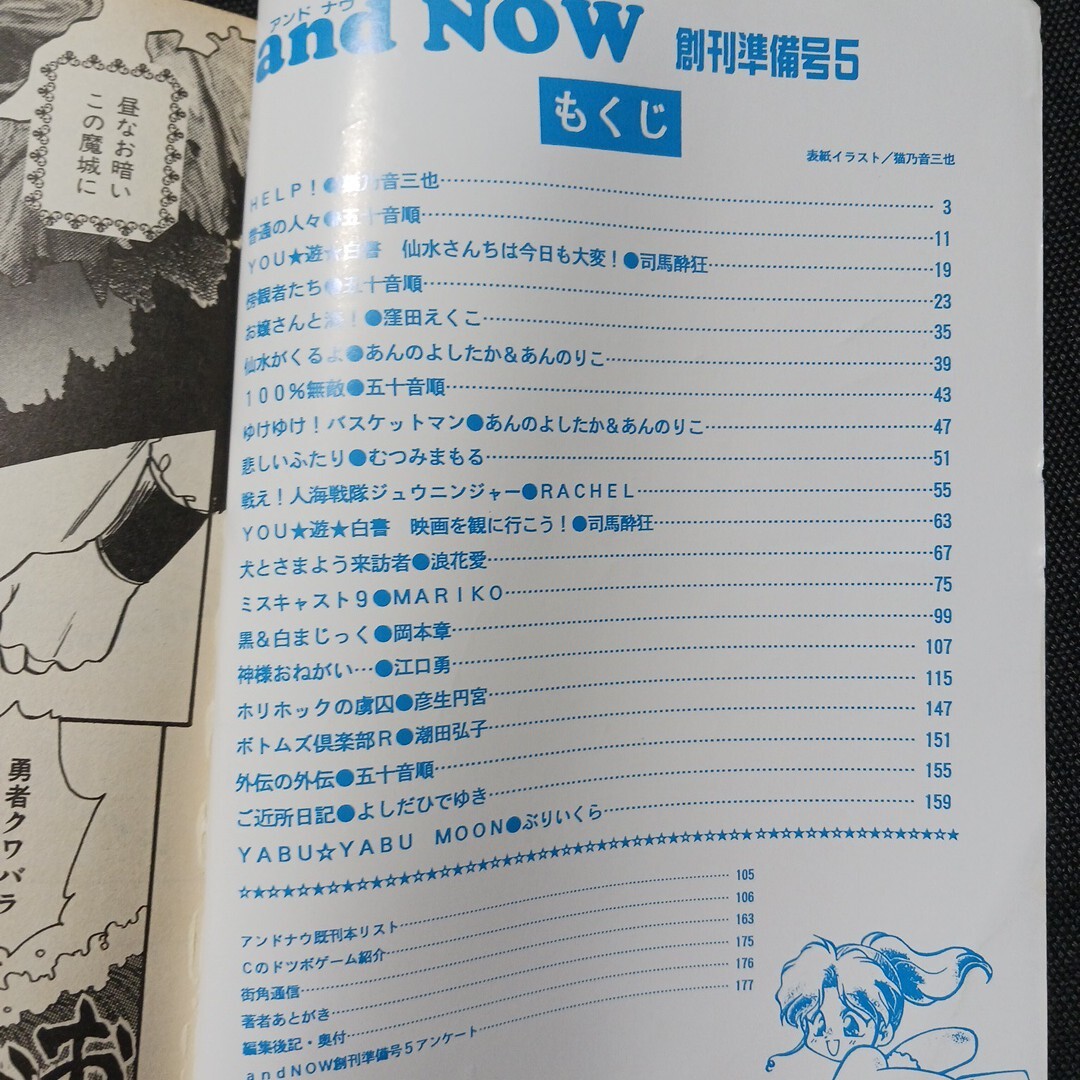 昼なお暗い
この魔城に
勇者クワバラ
アンド ナウ
and NOW 創刊準備号5
もくじ
表紙イラスト／猫乃音三也
HELP！●猫乃音三也 3
普通の人々●五十音順 11
YOU★遊★白書 仙水さんちは今日も大変！●司馬酔狂 19
傍観者たち●五十音順 23
お嬢さんと ！●窪田えくこ 35
仙水がくるよ●あんのよしたか＆あんのりこ 39
100％無敵●五十音順 43
ゆけゆけ！バスケットマン●あんのよしたか＆あんのりこ 47
悲しいふたり●むつみまもる 51
戦え！人海戦隊ジュウニンジャー●RACHEL 55
YOU★遊★白書 映画を観に行こう！●司馬酔狂 63
犬とさまよう来訪者●浪花愛 67
ミスキャスト9●MARIKO 75
黒＆白まじっく●岡本章 99
神様おねがい…●江口勇 107
ホリホックの虜囚●彦生円宮 115
ボトムズ倶楽部R●潮田弘子 147
外伝の外伝●五十音順 151
ご近所日記●よしだひでゆき 155
YABU☆YABU MOON●ぶりいくら 159
アンドナウ既刊本リスト 105
Cのドツボゲーム紹介 106
街角通信 163
著者あとがき 175
編集後記・奥付 176
andNOW創刊準備号5アンケート 177